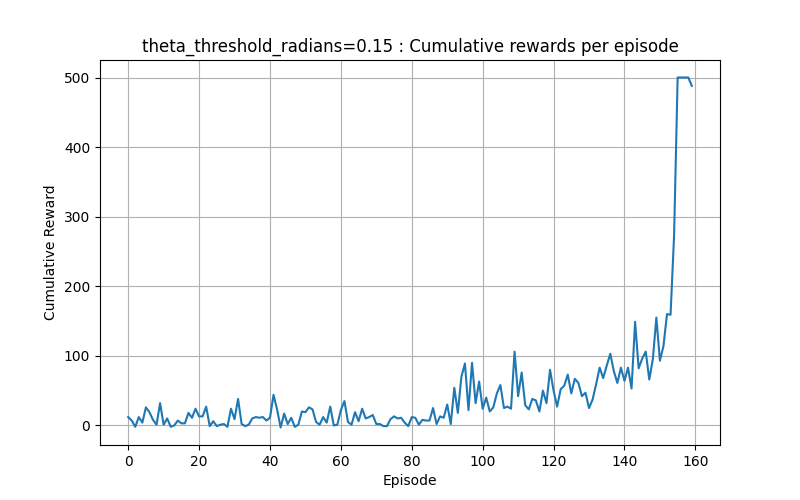 theta_threshold_radians=0.15 : Cumulative rewards per episode
500
400
300
200
100
0
Cumulative Reward
0 20 40 60 80 100 120 140 160
Episode